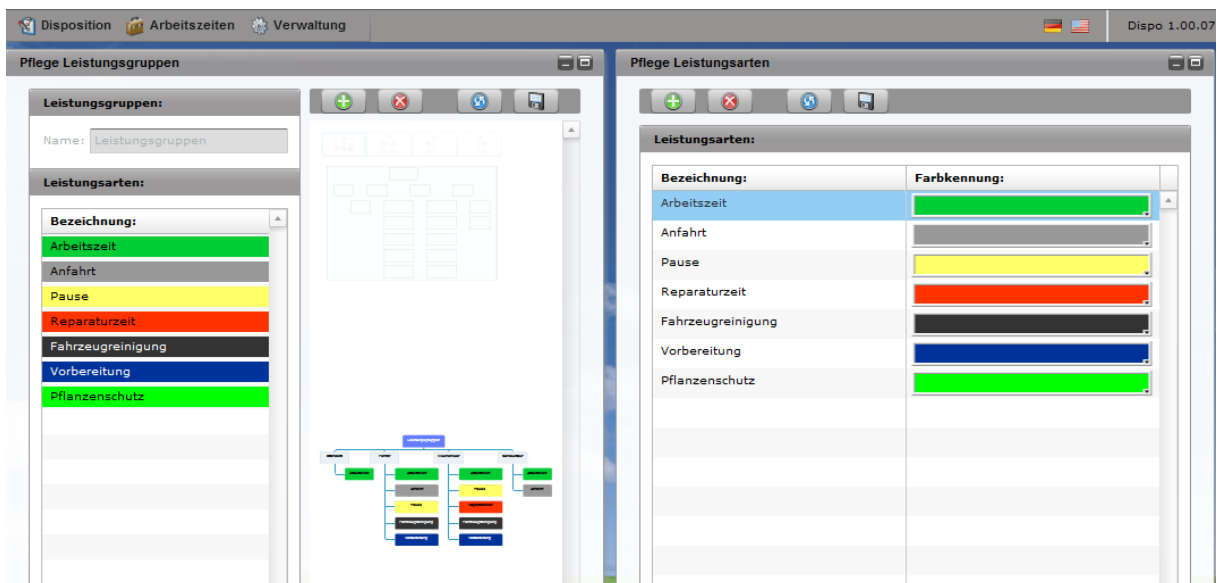 Disposition Arbeitszeiten Verwaltung Dispo 1.00.07
Pflege Leistungsgruppen
Leistungsgruppen:
Name: Leistungsgruppen
Leistungsarten:
Bezeichnung:
Arbeitszeit
Anfahrt
Pause
Reparaturzeit
Fahrzeugreinigung
Vorbereitung
Pflanzenschutz
Leistungsgruppen
Pflege Leistungsarten
Leistungsarten:
Bezeichnung: Farbkennung:
Arbeitszeit
Anfahrt
Pause
Reparaturzeit
Fahrzeugreinigung
Vorbereitung
Pflanzenschutz